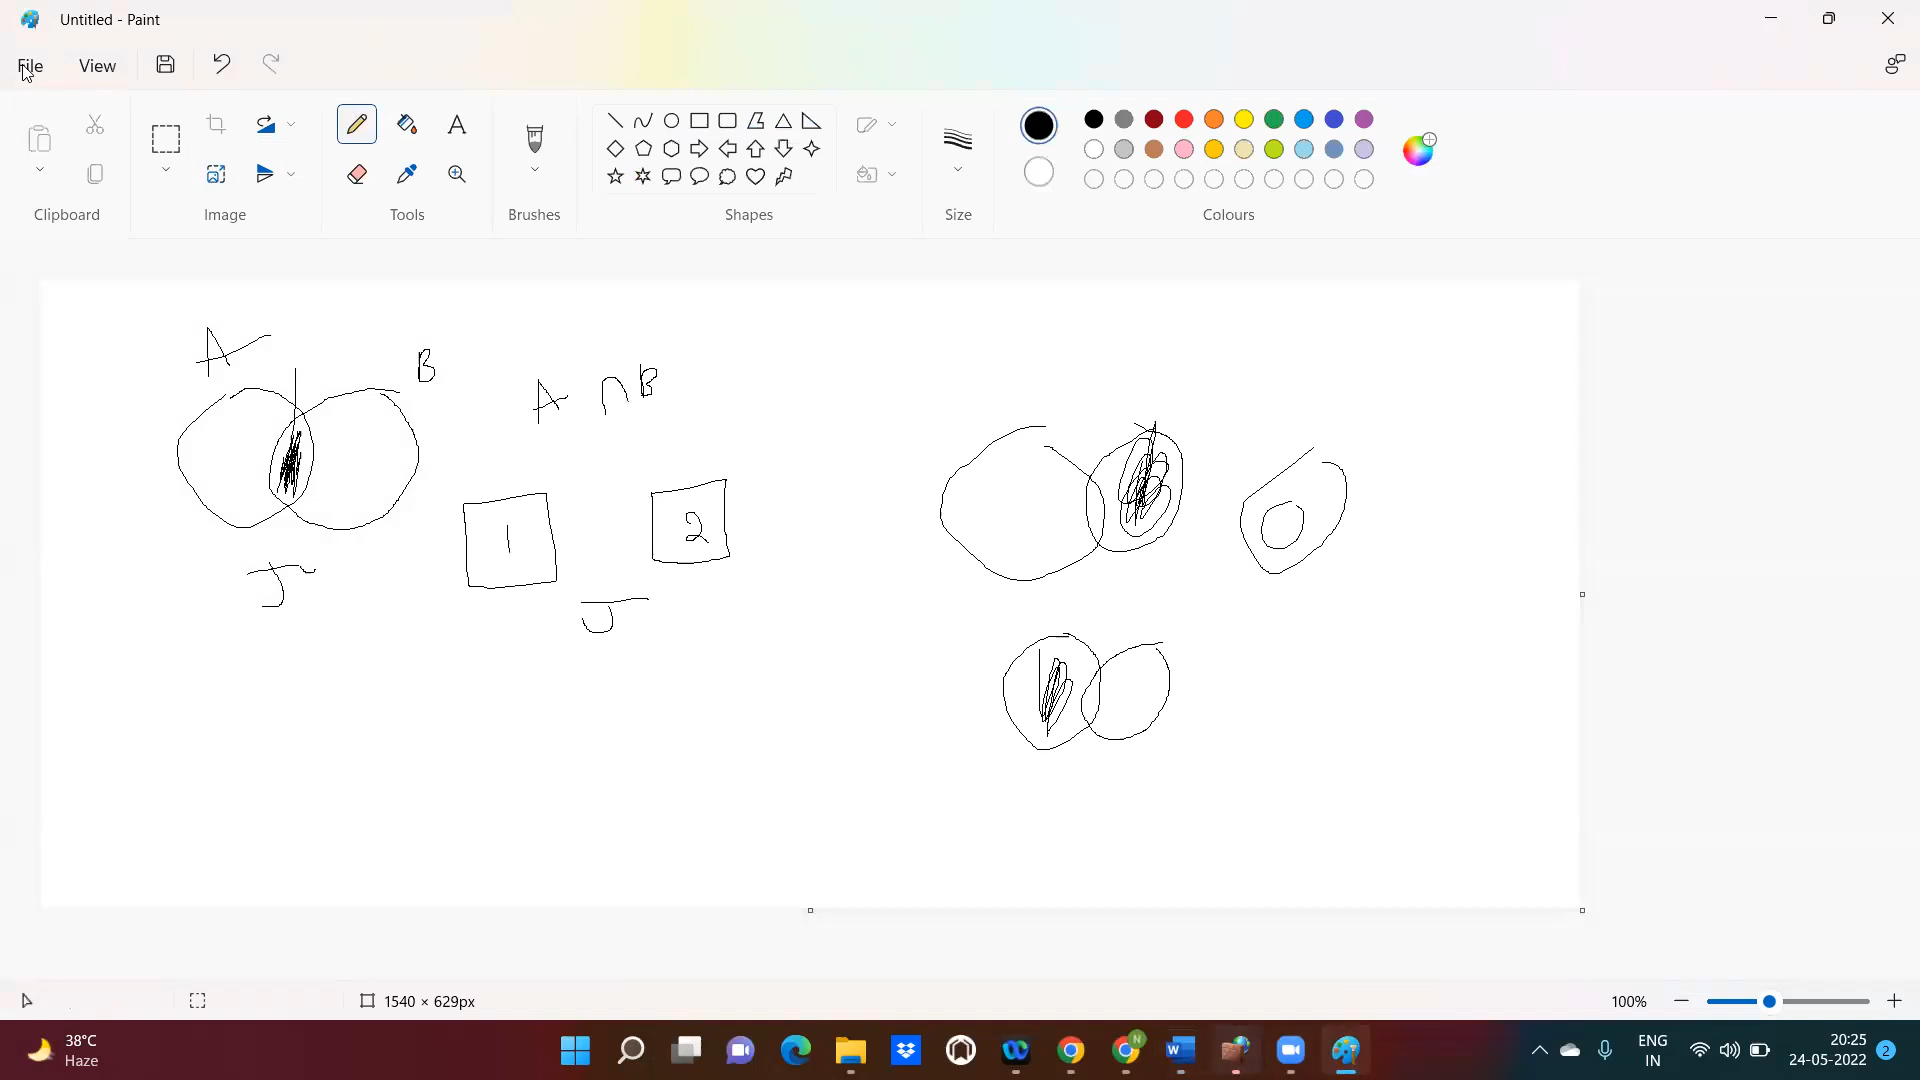 Untitled - Paint
File View
Clipboard
Image
Tools
Brushes
Shapes
Size
Colours
A
B
A ∩ B
1
2
J
J
1540 × 629px
100%
38°C
Haze
N
ENG
IN
20:25
24-05-2022
2